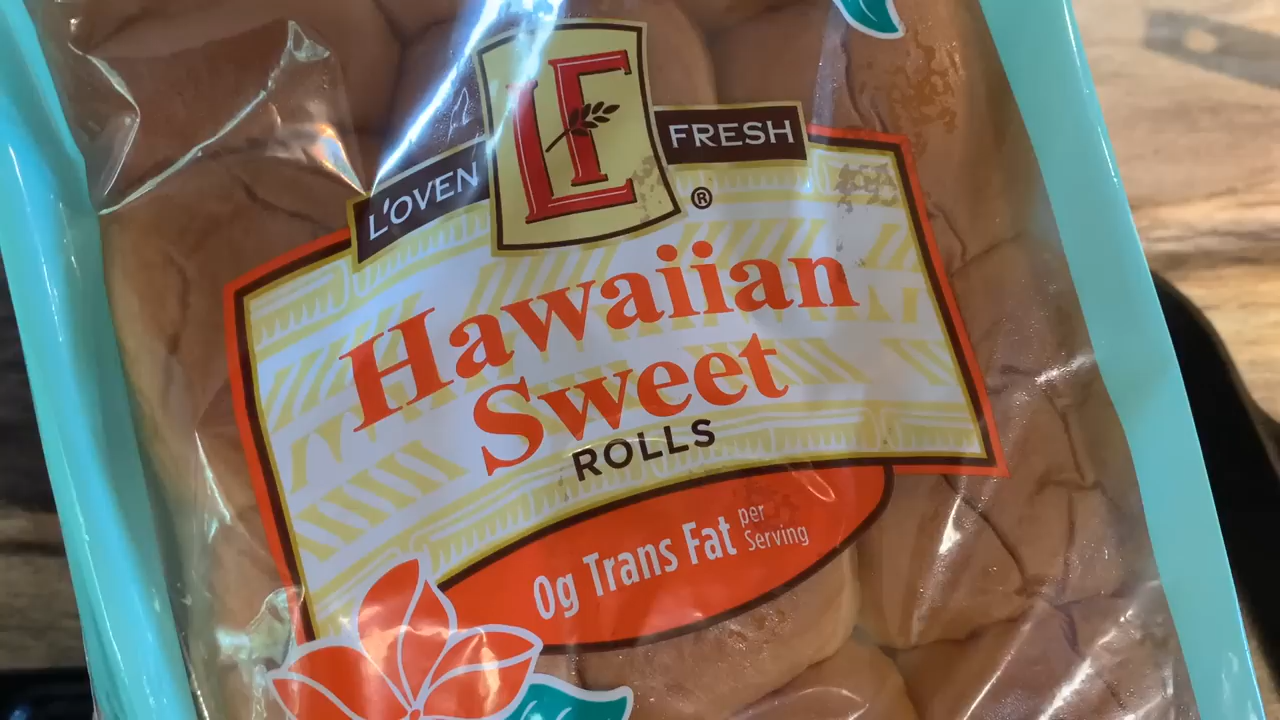 LF
L'OVEN FRESH
®
Hawaiian
Sweet
ROLLS
0g Trans Fat per Serving